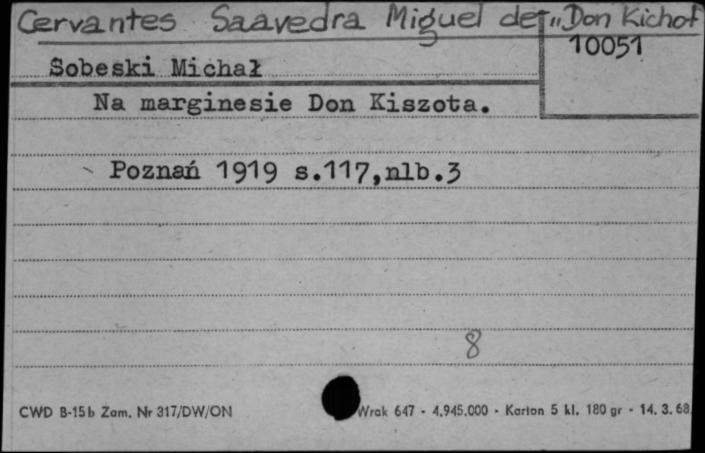 Cervantes Saavedra Miguel de „Don Kichot
10051
Sobeski Michał
Na marginesie Don Kiszota.
Poznań 1919 s.117,nlb.3
8
CWD B-15b Zam. Nr 317/DW/ON
Wrak 647 - 4.945.000 - Karton 5 kl. 180 gr - 14. 3. 68.